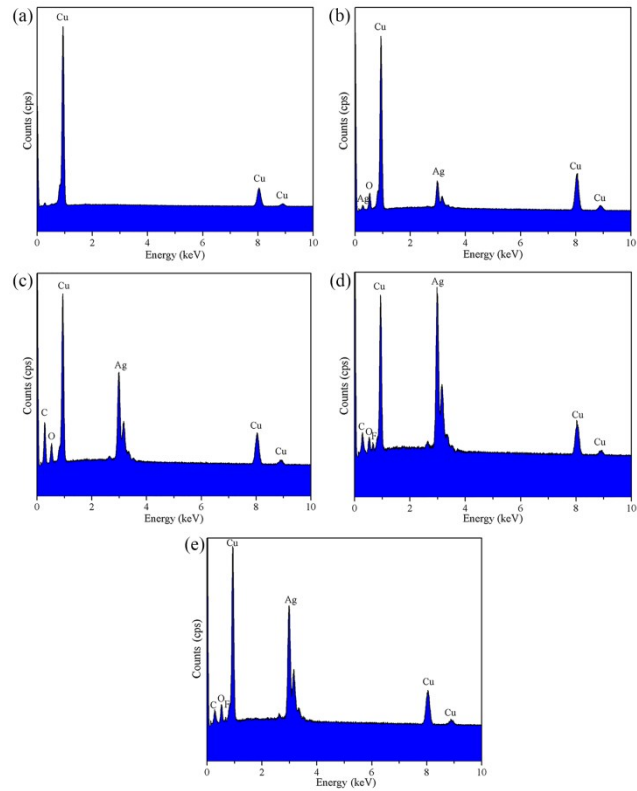 (a)
Cu
Cu
Cu
Counts (cps)
0 2 4 6 8 10
Energy (keV)
(b)
Cu
Ag
O
Ag
Cu
Cu
Counts (cps)
0 2 4 6 8 10
Energy (keV)
(c)
Cu
C
O
Ag
Cu
Cu
Counts (cps)
0 2 4 6 8 10
Energy (keV)
(d)
Cu
Ag
C
O
F
Cu
Cu
Counts (cps)
0 2 4 6 8 10
Energy (keV)
(e)
Cu
Ag
C
O
F
Cu
Cu
Counts (cps)
0 2 4 6 8 10
Energy (keV)